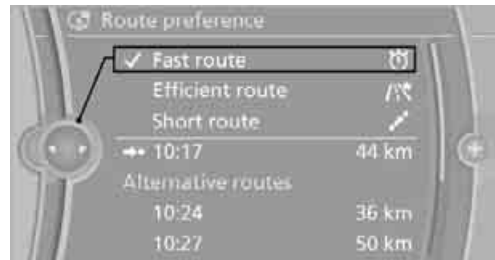 Route preference
Fast route
Efficient route
Short route
10:17 44 km
Alternative routes
10:24 36 km
10:27 50 km